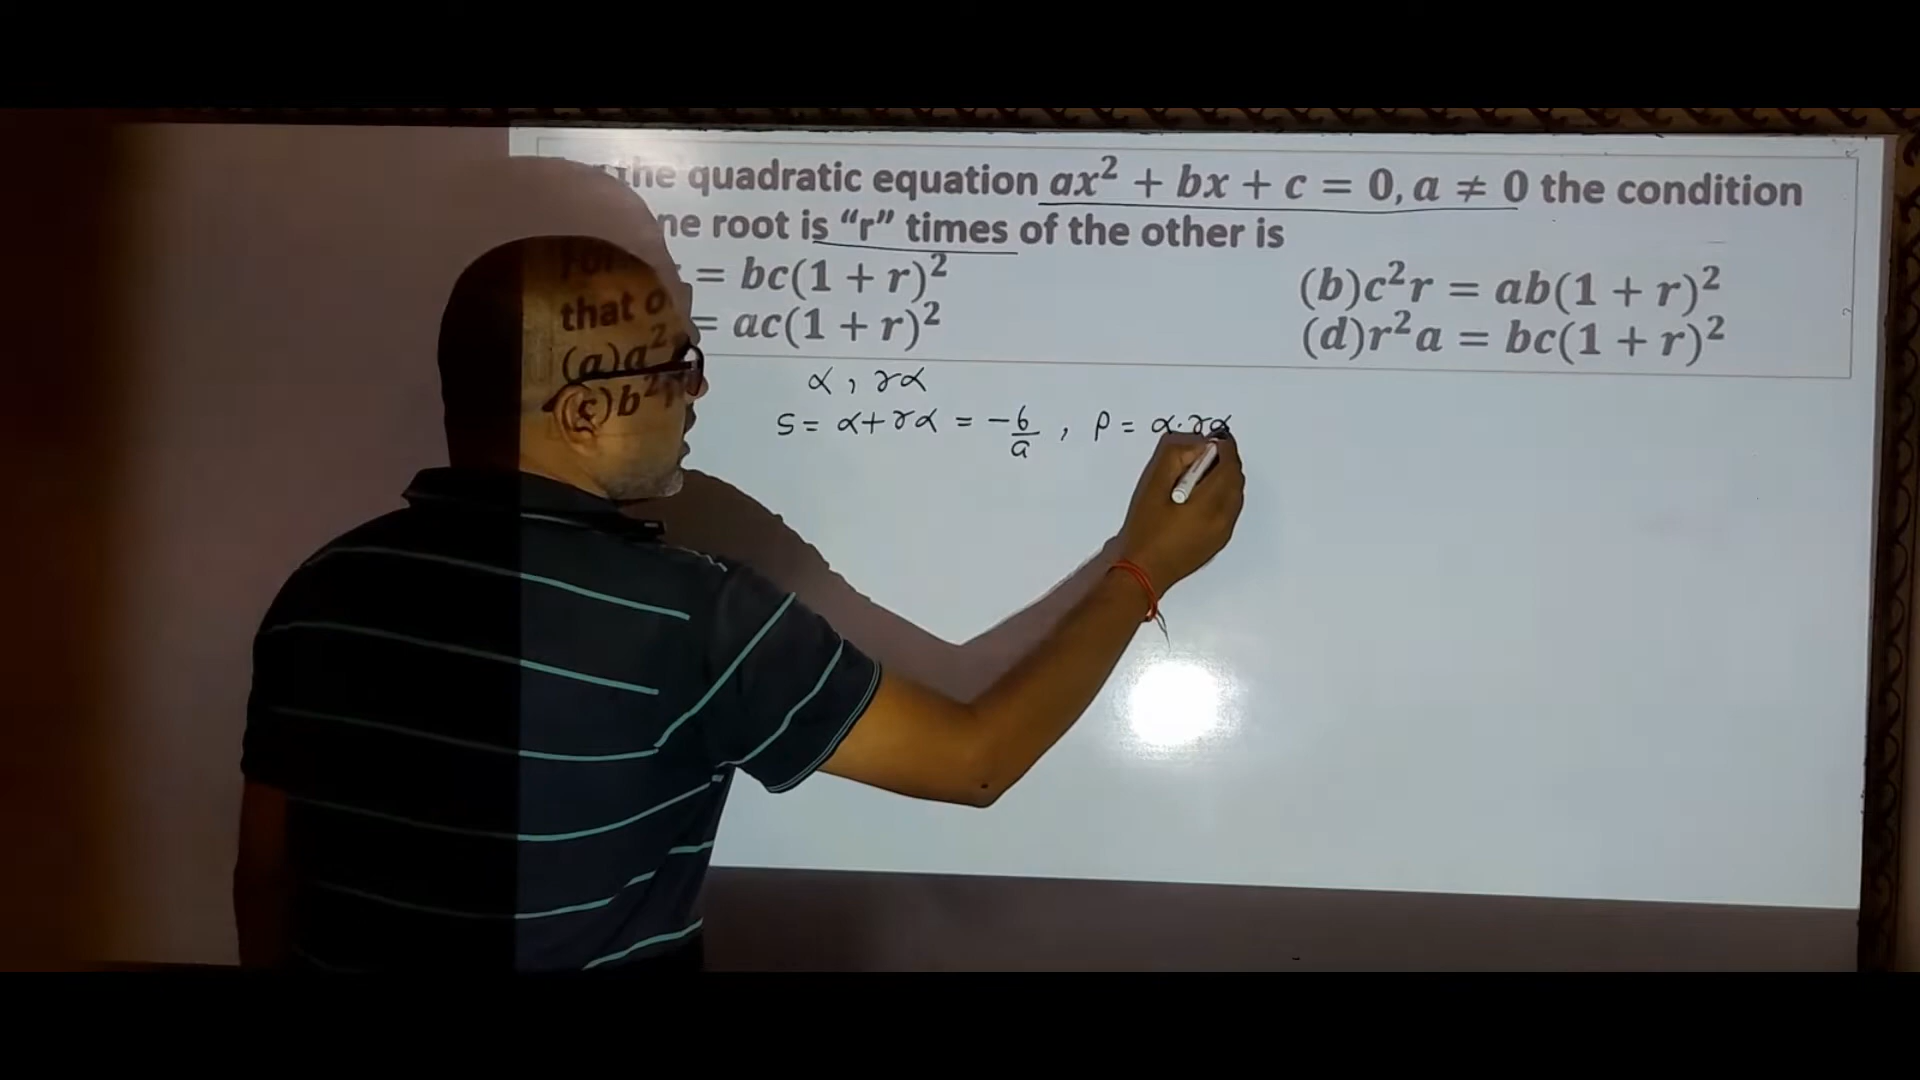 the quadratic equation ax² + bx + c = 0, a ≠ 0 the condition
that o ne root is “r” times of the other is
(a)a² = bc(1 + r)²
(b)c²r = ab(1 + r)²
(c)b² = ac(1 + r)²
(d)r²a = bc(1 + r)²
α, rα
S = α + rα = -b/a , P = α·rα